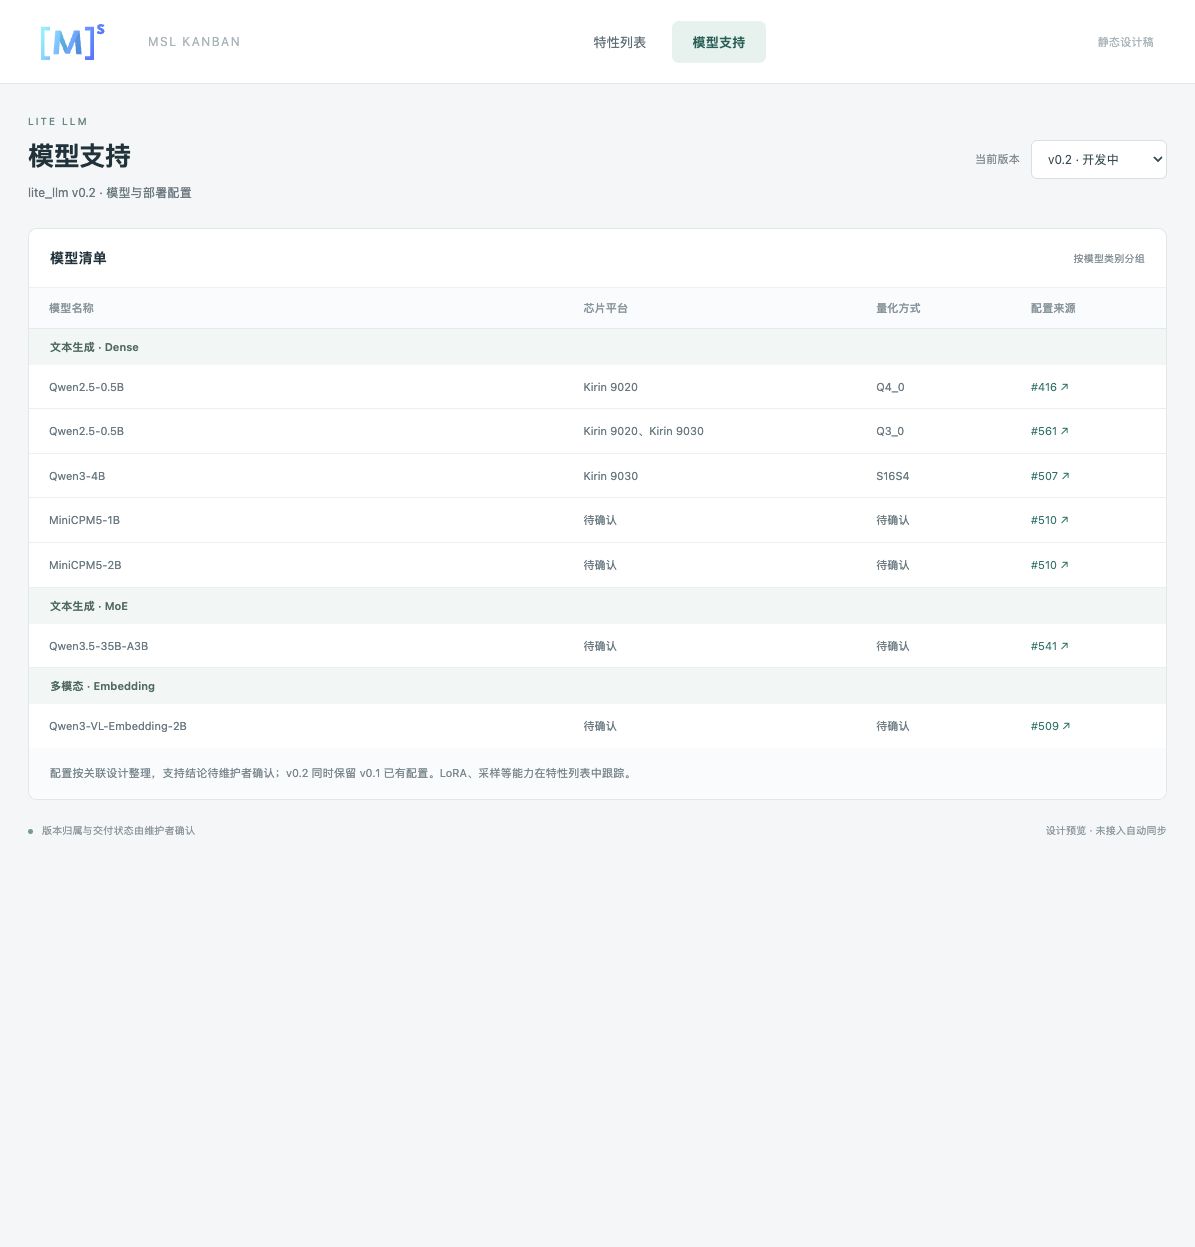 [M]s
MSL KANBAN
特性列表
模型支持
静态设计稿
LITE LLM
模型支持
lite_llm v0.2 · 模型与部署配置
当前版本
v0.2 · 开发中
模型清单
按模型类别分组
模型名称 芯片平台 量化方式 配置来源
文本生成 · Dense
Qwen2.5-0.5B Kirin 9020 Q4_0 #416 ↗
Qwen2.5-0.5B Kirin 9020、Kirin 9030 Q3_0 #561 ↗
Qwen3-4B Kirin 9030 S16S4 #507 ↗
MiniCPM5-1B 待确认 待确认 #510 ↗
MiniCPM5-2B 待确认 待确认 #510 ↗
文本生成 · MoE
Qwen3.5-35B-A3B 待确认 待确认 #541 ↗
多模态 · Embedding
Qwen3-VL-Embedding-2B 待确认 待确认 #509 ↗
配置按关联设计整理，支持结论待维护者确认；v0.2 同时保留 v0.1 已有配置。LoRA、采样等能力在特性列表中跟踪。
版本归属与交付状态由维护者确认
设计预览 · 未接入自动同步